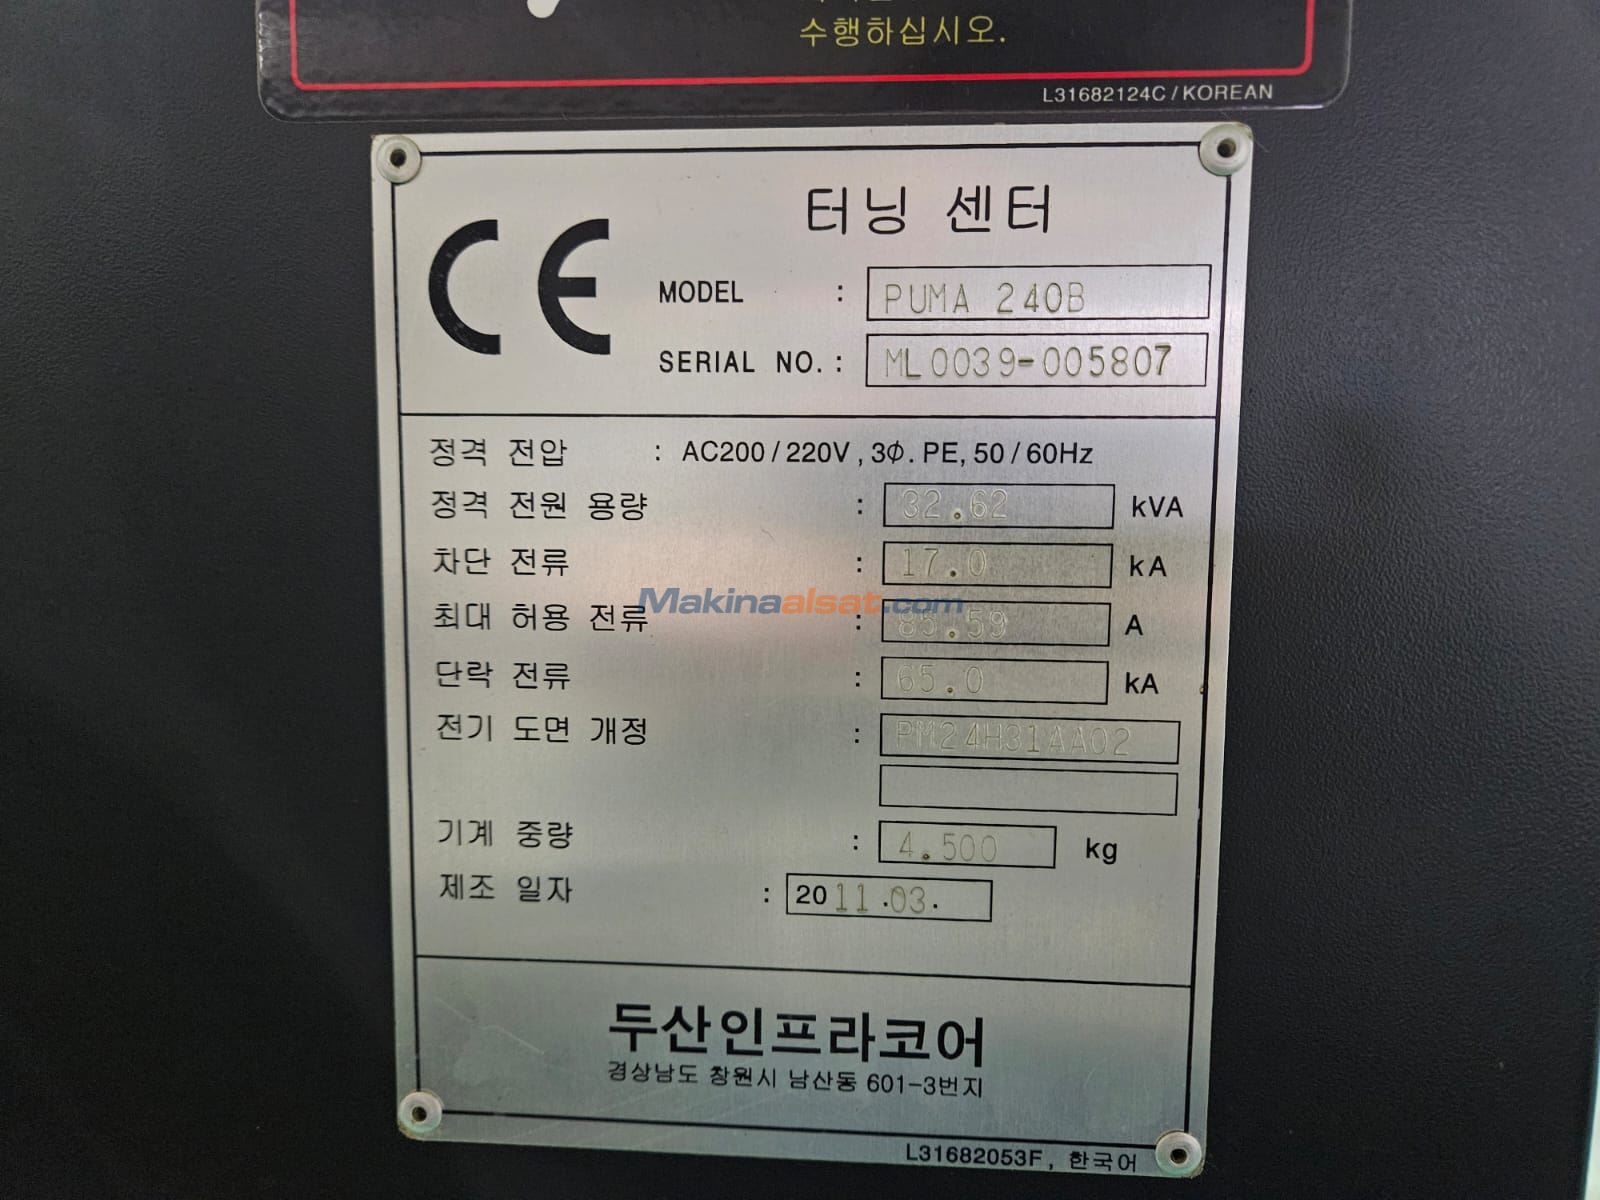 수행하십시오.
L31682124C / KOREAN
CE
터닝 센터
MODEL : PUMA 240B
SERIAL NO. : ML0039-005807
정격 전압 : AC200 / 220V , 3Φ. PE, 50 / 60Hz
정격 전원 용량 : 32.62 kVA
차단 전류 : 17.0 kA
최대 허용 전류 : 85.59 A
단락 전류 : 65.0 kA
전기 도면 개정 : PM24H31AA02
기계 중량 : 4.500 kg
제조 일자 : 2011.03.
두산인프라코어
경상남도 창원시 남산동 601-3번지
L31682053F , 한국어
Makinaalsat.com